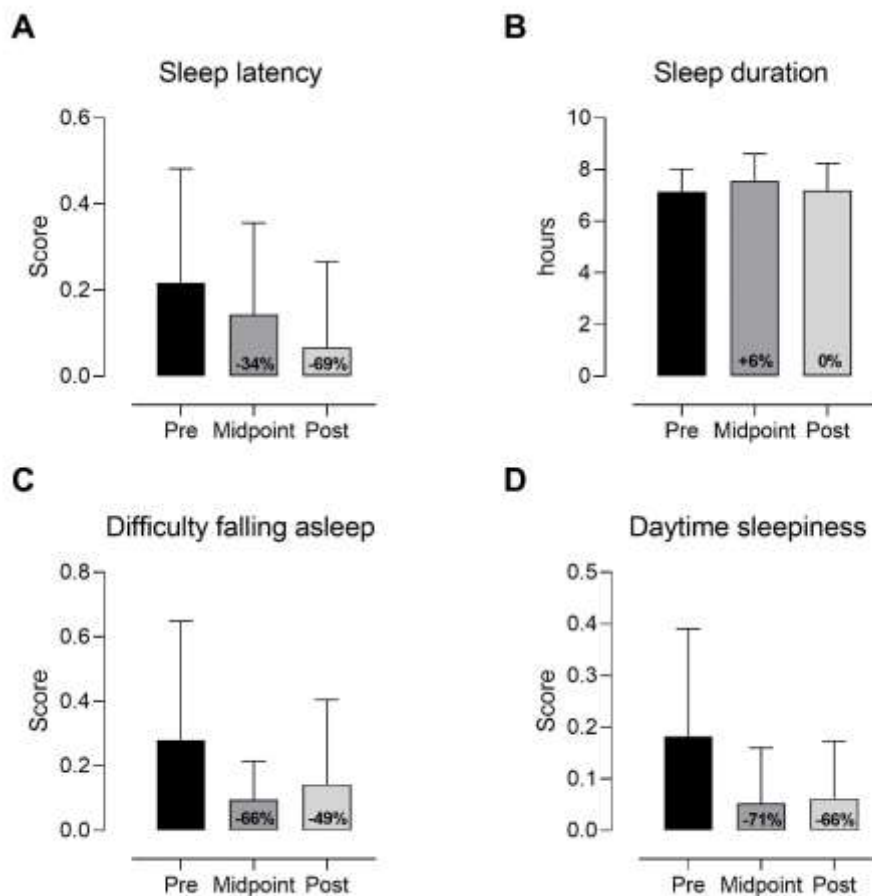 A
Sleep latency
0.6
0.4
0.2
0.0
Score
-34%
-69%
Pre Midpoint Post
B
Sleep duration
10
8
6
4
2
0
hours
+6%
0%
Pre Midpoint Post
C
Difficulty falling asleep
0.8
0.6
0.4
0.2
0.0
Score
-66%
-49%
Pre Midpoint Post
D
Daytime sleepiness
0.5
0.4
0.3
0.2
0.1
0.0
Score
-71%
-66%
Pre Midpoint Post